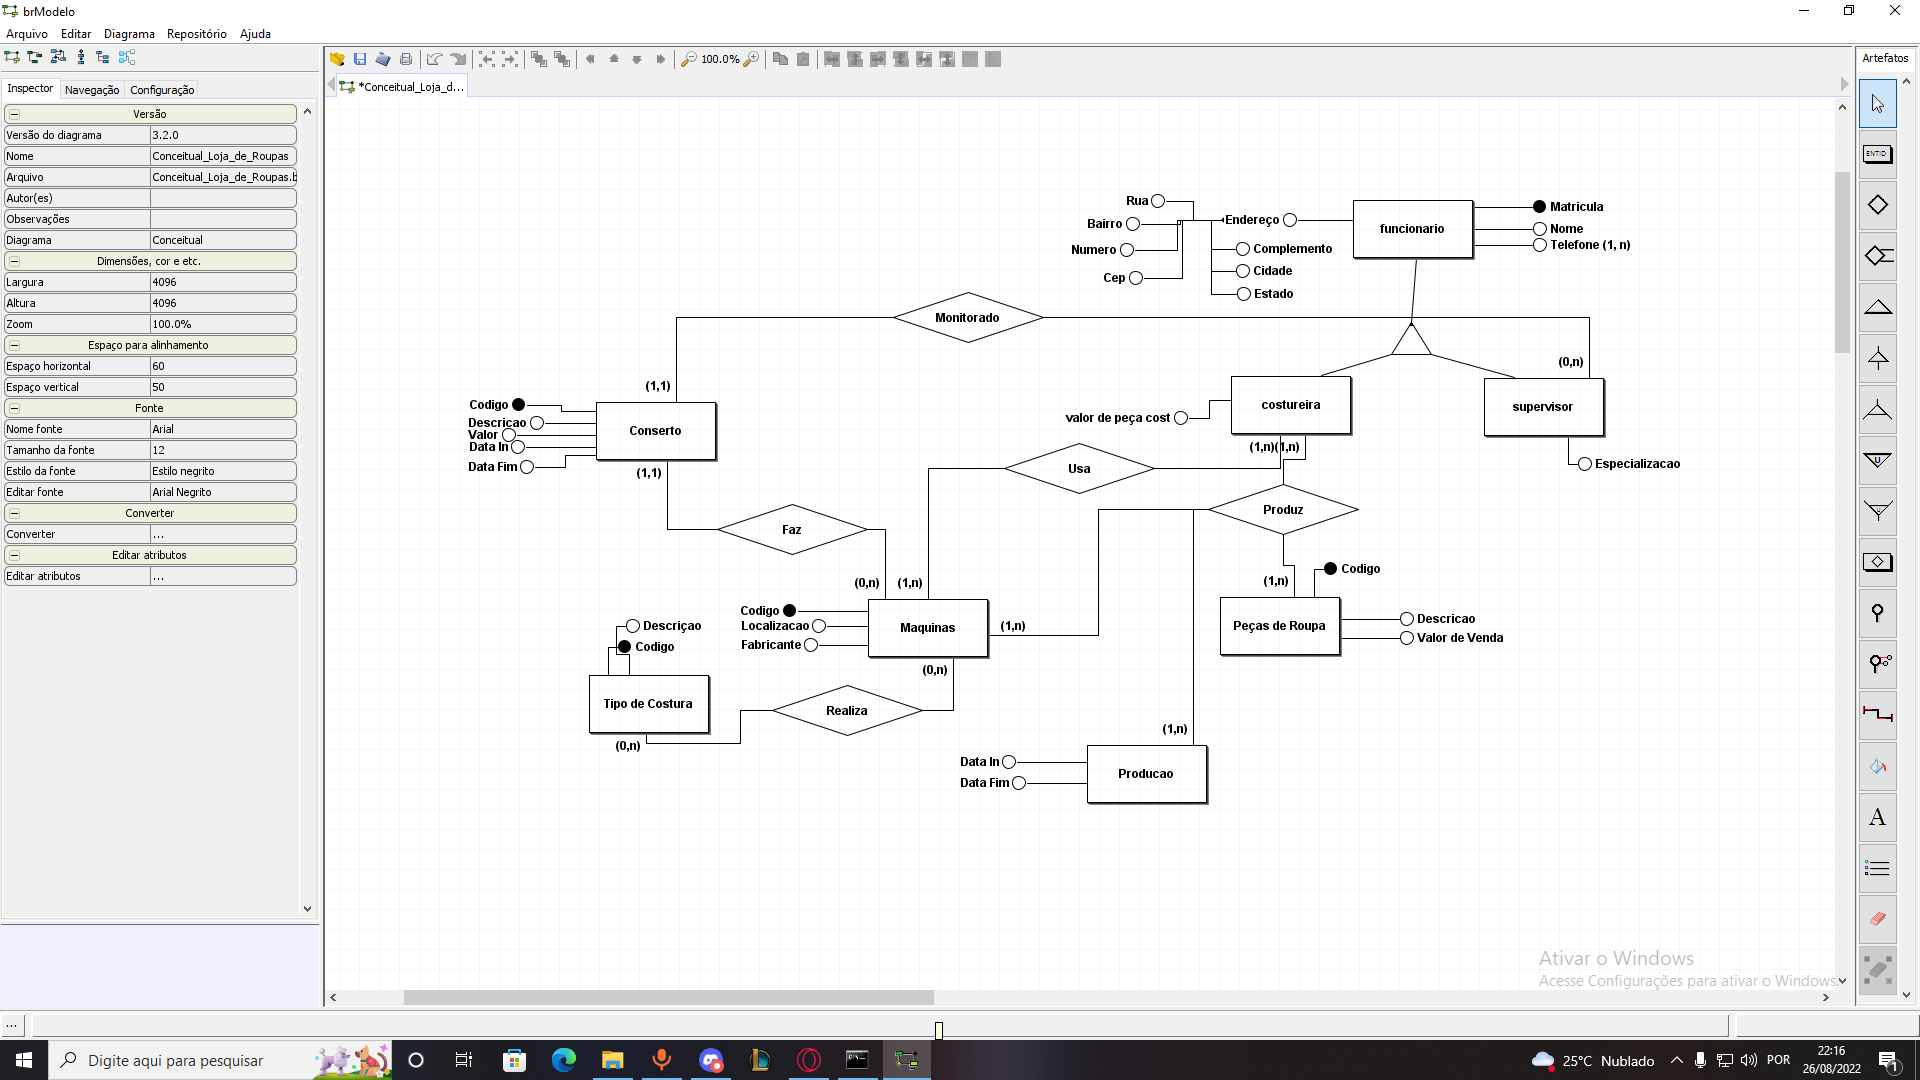 brModelo
Arquivo Editar Diagrama Repositório Ajuda
100.0%
Artefatos
Inspector Navegação Configuração
*Conceitual_Loja_d...
Versão
Versão do diagrama 3.2.0
Nome Conceitual_Loja_de_Roupas
Arquivo Conceitual_Loja_de_Roupas.b
Autor(es)
Observações
Diagrama Conceitual
Dimensões, cor e etc.
Largura 4096
Altura 4096
Zoom 100.0%
Espaço para alinhamento
Espaço horizontal 60
Espaço vertical 50
Fonte
Nome fonte Arial
Tamanho da fonte 12
Estilo da fonte Estilo negrito
Editar fonte Arial Negrito
Converter
Converter ...
Editar atributos
Editar atributos ...
Rua
Bairro
Numero
Cep
Endereço
Complemento
Cidade
Estado
funcionario
Matricula
Nome
Telefone (1, n)
Monitorado
(0,n)
(1,1)
Codigo
Descricao
Valor
Data In
Data Fim
Conserto
(1,1)
valor de peça cost
costureira
(1,n)(1,n)
supervisor
Especializacao
Usa
Produz
Faz
(0,n)
(1,n)
(1,n)
Codigo
Codigo
Localizacao
Fabricante
Maquinas
(1,n)
(0,n)
Peças de Roupa
Descricao
Valor de Venda
Descriçao
Codigo
Tipo de Costura
(0,n)
Realiza
(1,n)
Data In
Data Fim
Producao
ENTID
U
U
A
Ativar o Windows
Acesse Configurações para ativar o Windows.
...
Digite aqui para pesquisar
25°C Nublado
POR
22:16
26/08/2022
1